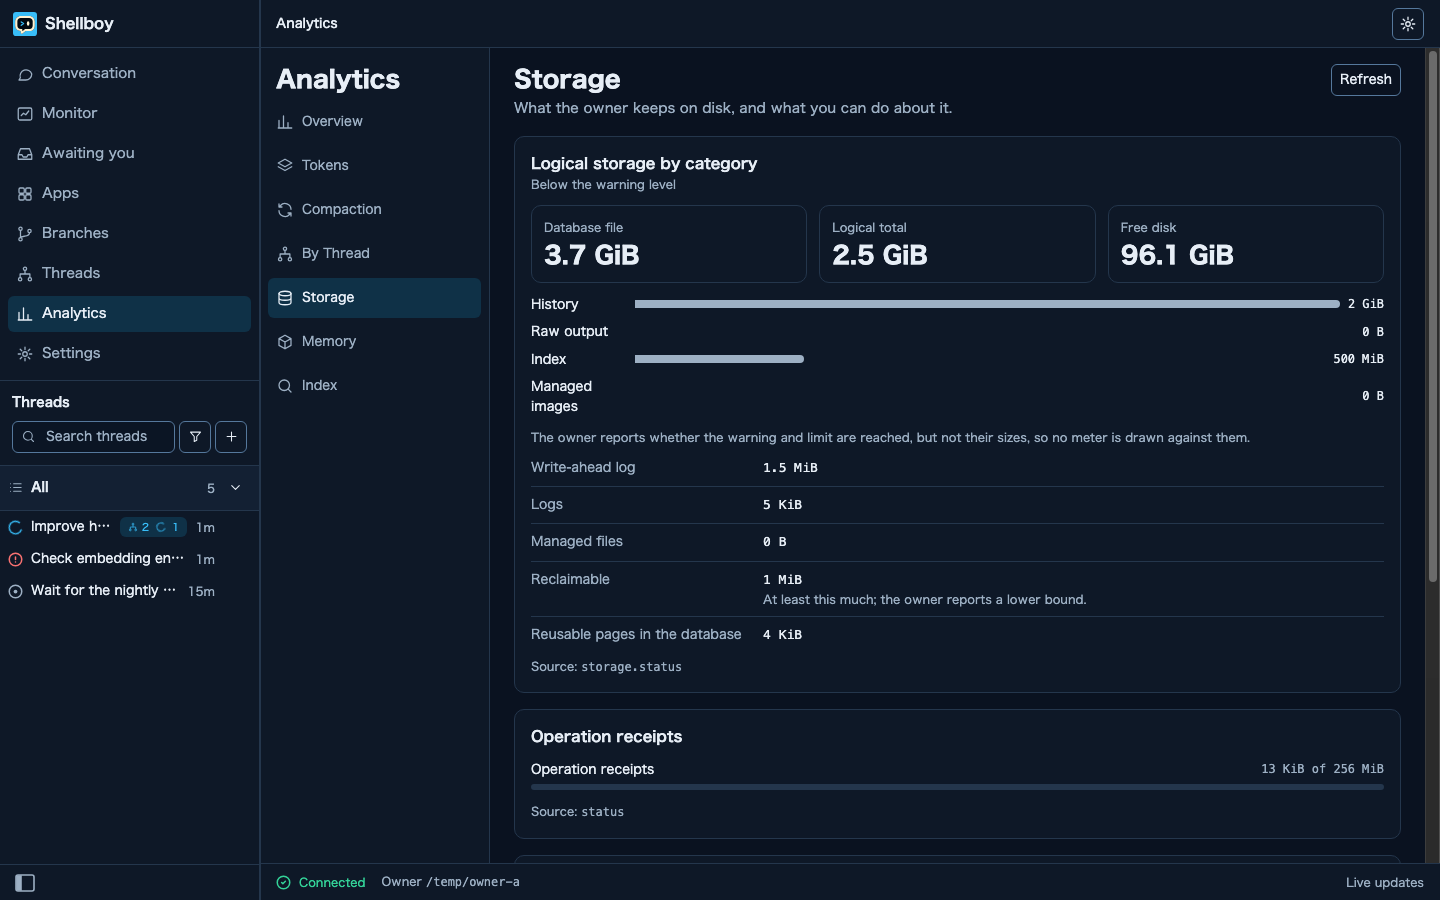 Shellboy
Analytics
Conversation
Monitor
Awaiting you
Apps
Branches
Threads
Analytics
Settings
Threads
Search threads
All 5
Improve h··· 2 1 1m
Check embedding en··· 1m
Wait for the nightly ··· 15m
Analytics
Overview
Tokens
Compaction
By Thread
Storage
Memory
Index
Storage
Refresh
What the owner keeps on disk, and what you can do about it.
Logical storage by category
Below the warning level
Database file
3.7 GiB
Logical total
2.5 GiB
Free disk
96.1 GiB
History 2 GiB
Raw output 0 B
Index 500 MiB
Managed
images 0 B
The owner reports whether the warning and limit are reached, but not their sizes, so no meter is drawn against them.
Write-ahead log 1.5 MiB
Logs 5 KiB
Managed files 0 B
Reclaimable 1 MiB
At least this much; the owner reports a lower bound.
Reusable pages in the database 4 KiB
Source: storage.status
Operation receipts
Operation receipts 13 KiB of 256 MiB
Source: status
Connected Owner /temp/owner-a Live updates